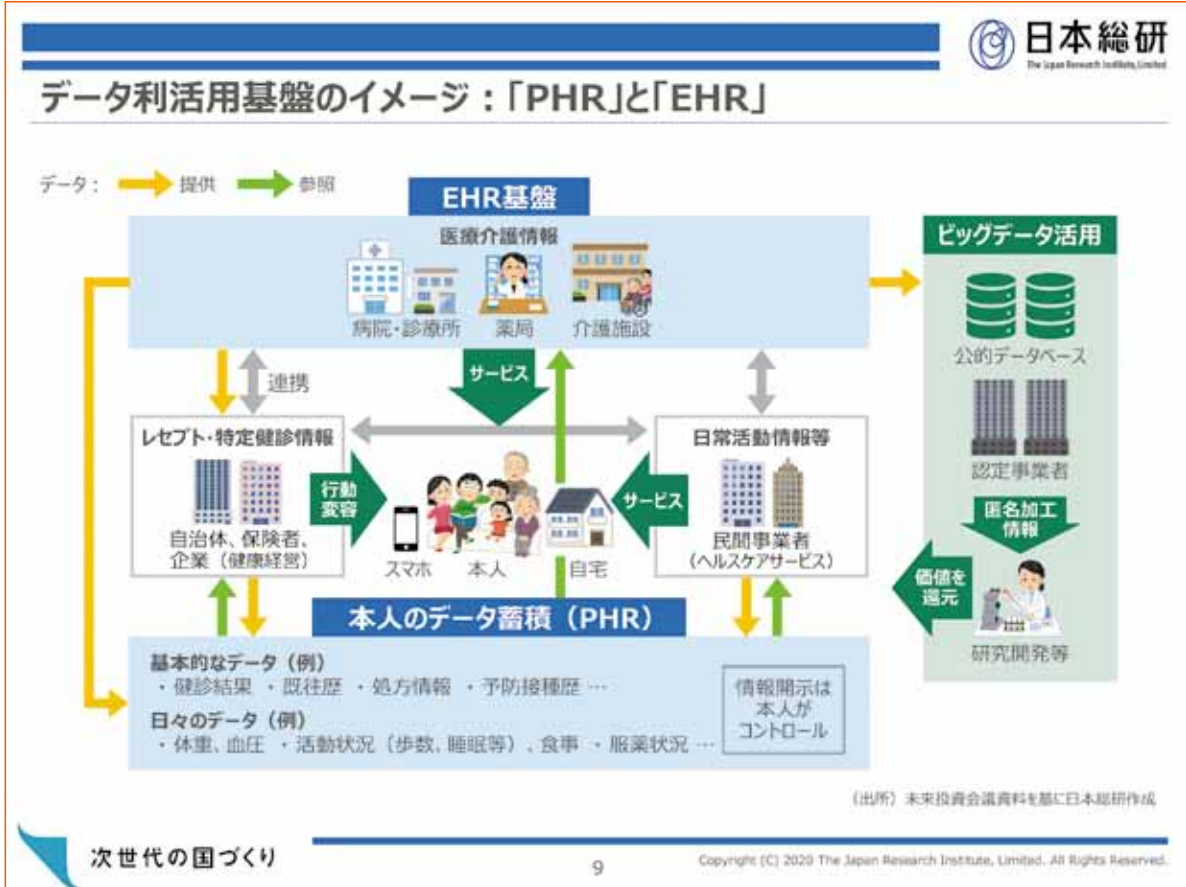 日本総研
The Japan Research Institute, Limited
データ利活用基盤のイメージ：「PHR」と「EHR」
データ： 提供 参照
EHR基盤
医療介護情報
病院・診療所 薬局 介護施設
連携
サービス
レセプト・特定健診情報
自治体、保険者、
企業（健康経営）
行動
変容
スマホ 本人 自宅
サービス
日常活動情報等
民間事業者
（ヘルスケアサービス）
ビッグデータ活用
公的データベース
認定事業者
匿名加工
情報
価値を
還元
研究開発等
本人のデータ蓄積（PHR）
基本的なデータ（例）
・健診結果 ・既往歴 ・処方情報 ・予防接種歴 …
日々のデータ（例）
・体重、血圧 ・活動状況（歩数、睡眠等）、食事 ・服薬状況 …
情報開示は
本人が
コントロール
（出所）未来投資会議資料を基に日本総研作成
次世代の国づくり
9
Copyright (C) 2020 The Japan Research Institute, Limited. All Rights Reserved.